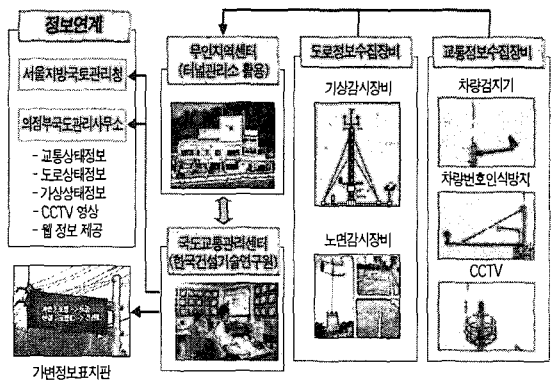 정보연계
서울지방국토관리청
의정부국도관리사무소
- 교통상태정보
- 도로상태정보
- 기상상태정보
- CCTV 영상
- 웹 정보 제공
가변정보표지판
무인지역센터
(터널관리소 활용)
국도교통관리센터
(한국건설기술연구원)
도로정보수집장비
기상감시장비
노면감시장비
교통정보수집장비
차량검지기
차량번호인식방지
CCTV